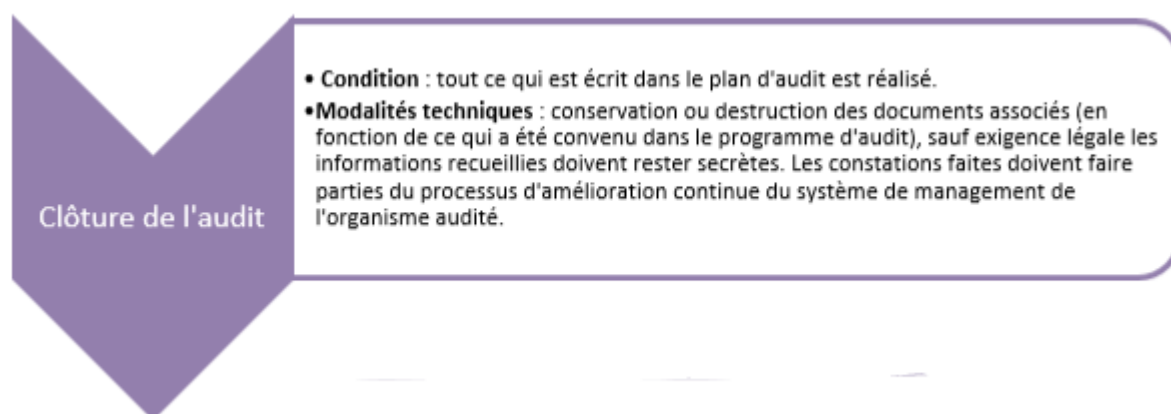 • Condition : tout ce qui est écrit dans le plan d'audit est réalisé.
•Modalités techniques : conservation ou destruction des documents associés (en
fonction de ce qui a été convenu dans le programme d'audit), sauf exigence légale les
informations recueillies doivent rester secrètes. Les constations faites doivent faire
parties du processus d'amélioration continue du système de management de
l'organisme audité.
Clôture de l'audit